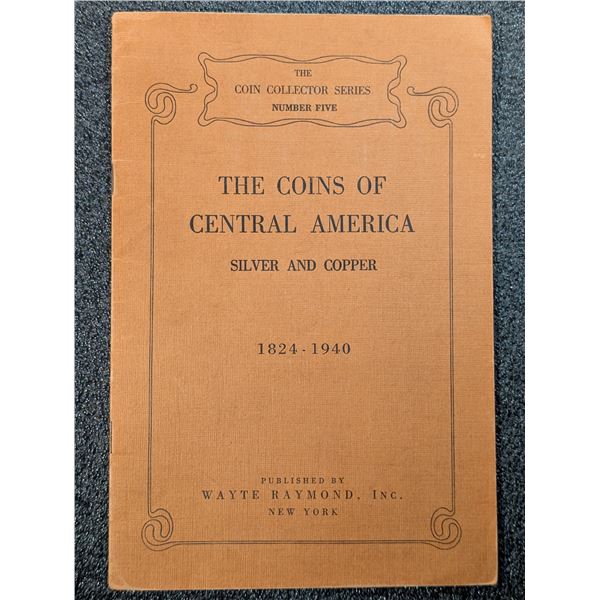 THE
COIN COLLECTOR SERIES
NUMBER FIVE
THE COINS OF
CENTRAL AMERICA
SILVER AND COPPER
1824-1940
PUBLISHED BY
WAYTE RAYMOND, INC.
NEW YORK